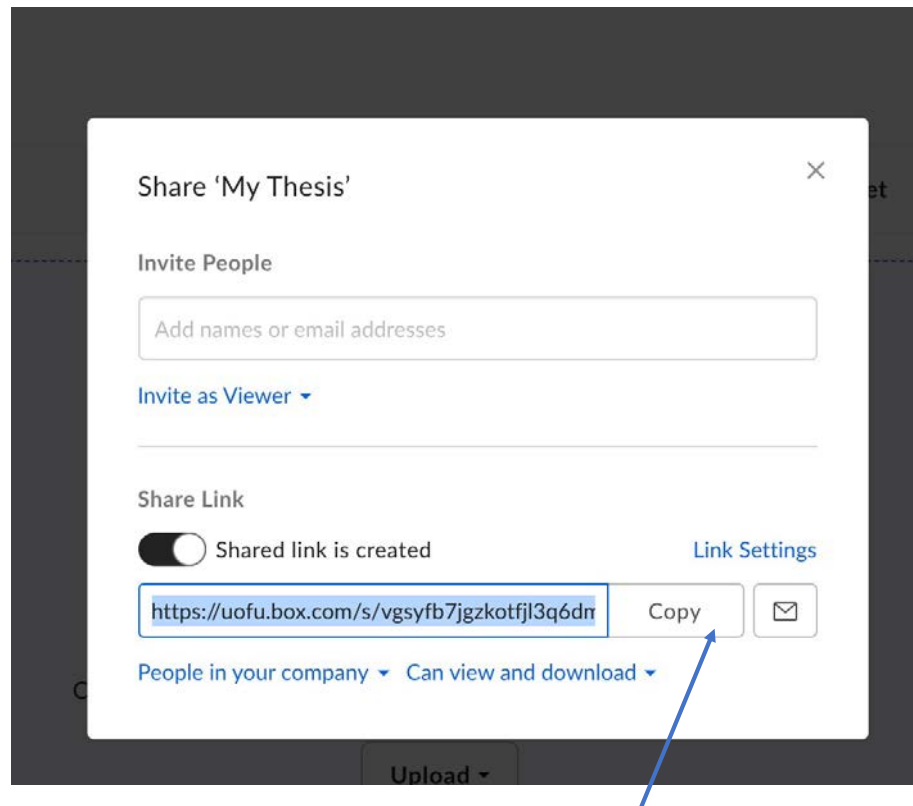 Share ‘My Thesis’
et
Invite People
Add names or email addresses
Invite as Viewer
Share Link
Shared link is created Link Settings
https://uofu.box.com/s/vgsyfb7jgzkotfjl3q6dm Copy
People in your company Can view and download
C
Upload